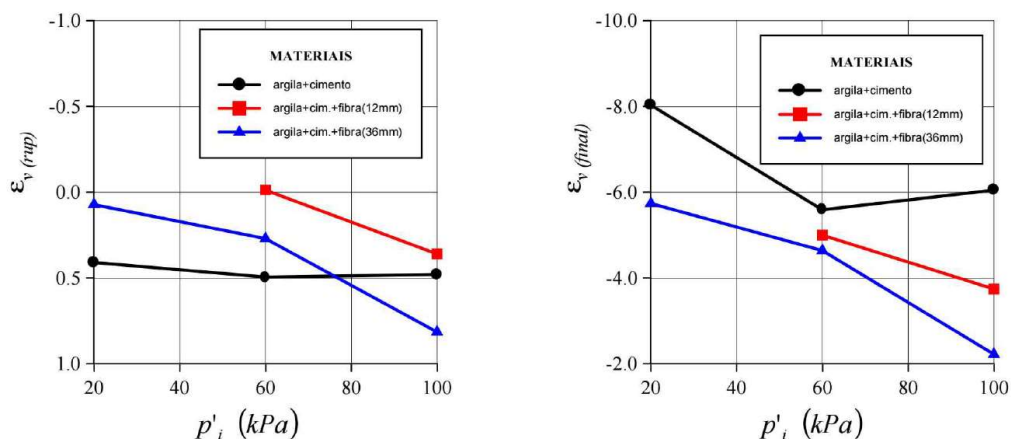 -1.0
-0.5
0.0
0.5
1.0
ε v (rup)
MATERIAIS
argila+cimento
argila+cim.+fibra(12mm)
argila+cim.+fibra(36mm)
20 40 60 80 100
p'i (kPa)
-10.0
-8.0
-6.0
-4.0
-2.0
ε v (final)
MATERIAIS
argila+cimento
argila+cim.+fibra(12mm)
argila+cim.+fibra(36mm)
20 40 60 80 100
p'i (kPa)